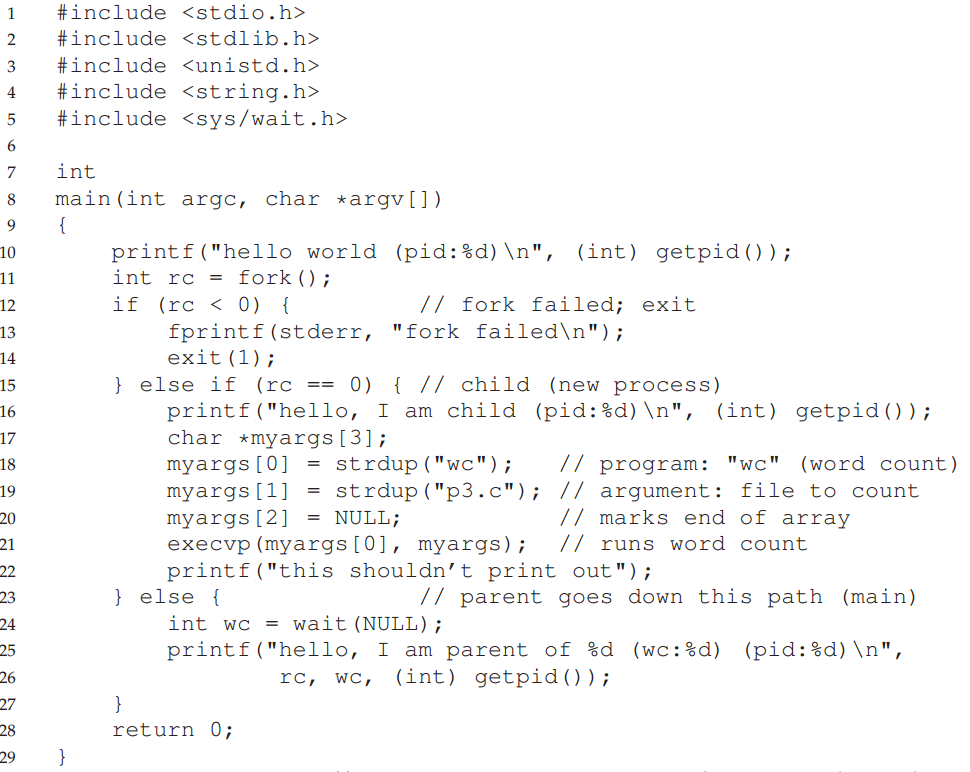 1 #include <stdio.h>
2 #include <stdlib.h>
3 #include <unistd.h>
4 #include <string.h>
5 #include <sys/wait.h>
6
7 int
8 main(int argc, char *argv[])
9 {
10 printf("hello world (pid:%d)\n", (int) getpid());
11 int rc = fork();
12 if (rc < 0) { // fork failed; exit
13 fprintf(stderr, "fork failed\n");
14 exit(1);
15 } else if (rc == 0) { // child (new process)
16 printf("hello, I am child (pid:%d)\n", (int) getpid());
17 char *myargs[3];
18 myargs[0] = strdup("wc"); // program: "wc" (word count)
19 myargs[1] = strdup("p3.c"); // argument: file to count
20 myargs[2] = NULL; // marks end of array
21 execvp(myargs[0], myargs); // runs word count
22 printf("this shouldn’t print out");
23 } else { // parent goes down this path (main)
24 int wc = wait(NULL);
25 printf("hello, I am parent of %d (wc:%d) (pid:%d)\n",
26 rc, wc, (int) getpid());
27 }
28 return 0;
29 }